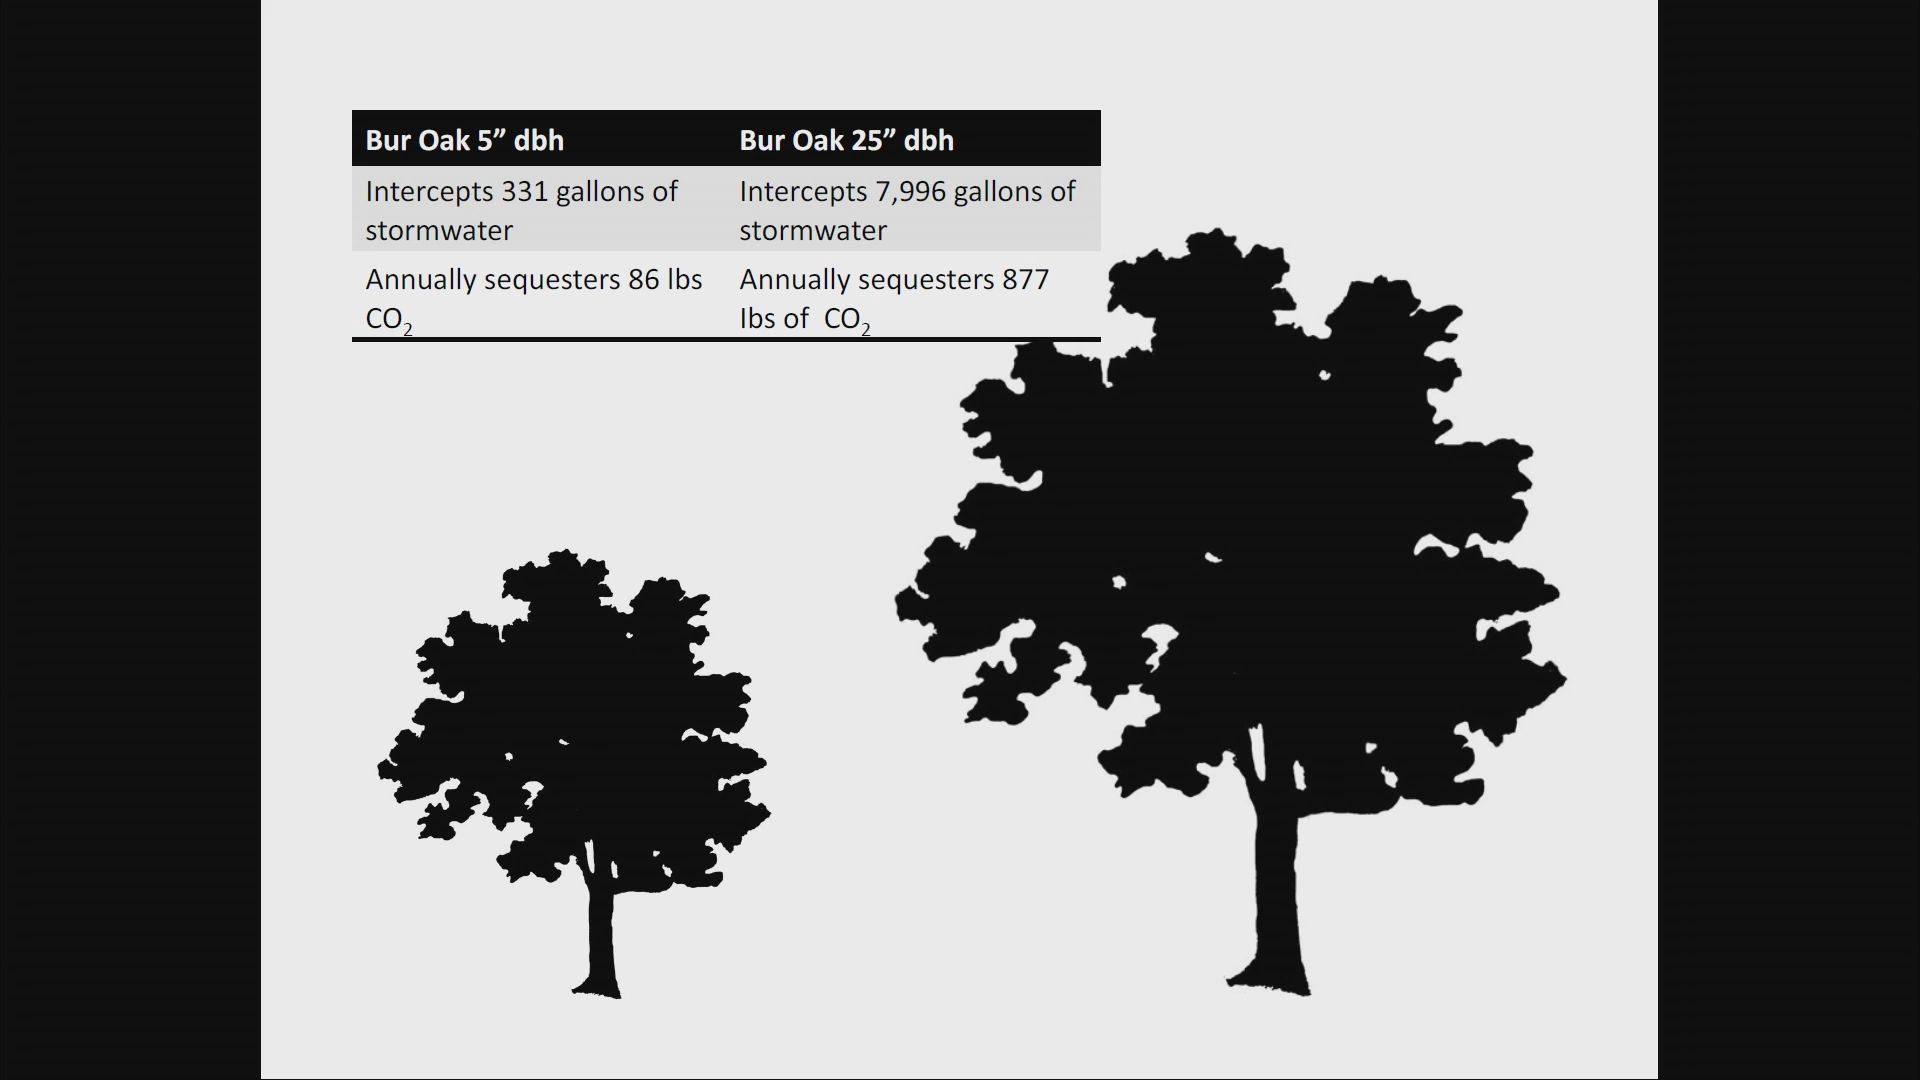 Bur Oak 5” dbh
Bur Oak 25” dbh
Intercepts 331 gallons of
stormwater
Intercepts 7,996 gallons of
stormwater
Annually sequesters 86 lbs
CO₂
Annually sequesters 877
lbs of  CO₂